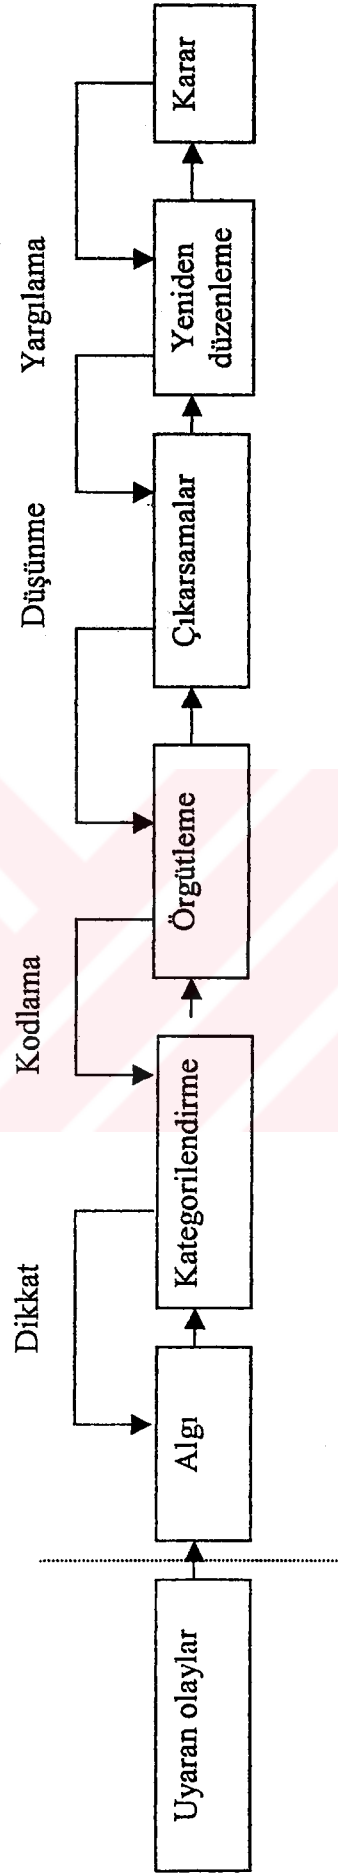 Dikkat
Kodlama
Düşünme
Yargılama
Uyaran olaylar
Algı
Kategorilendirme
Örgütleme
Çıkarsamalar
Yeniden
düzenleme
Karar